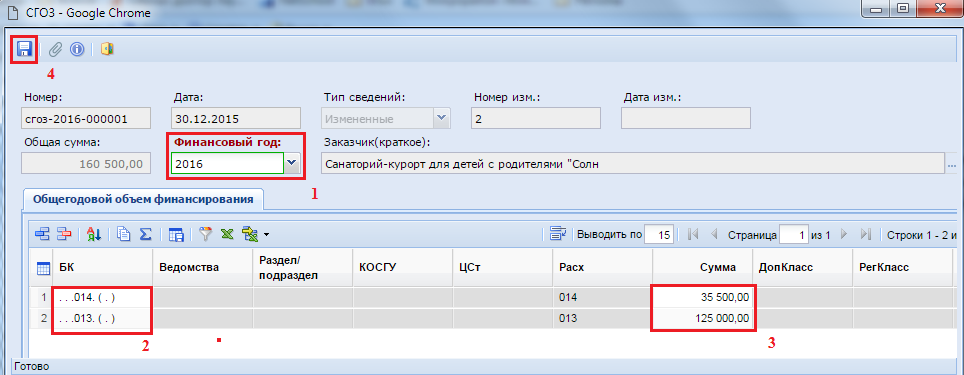 СГОЗ - Google Chrome
4
Номер: Дата: Тип сведений: Номер изм.: Дата изм.:
сгоз-2016-000001 30.12.2015 Измененные 2
Общая сумма: Финансовый год: Заказчик(краткое):
160 500,00 2016 Санаторий-курорт для детей с родителями "Солн ...
1
Общегодовой объем финансирования
Выводить по 15 Страница 1 из 1 Строки 1 - 2 и
БК Ведомства Раздел/ подраздел КОСГУ ЦСт Расх Сумма ДопКласс РегКласс
1 . . .014. ( . ) 014 35 500,00
2 . . .013. ( . ) 013 125 000,00
2 3
Готово